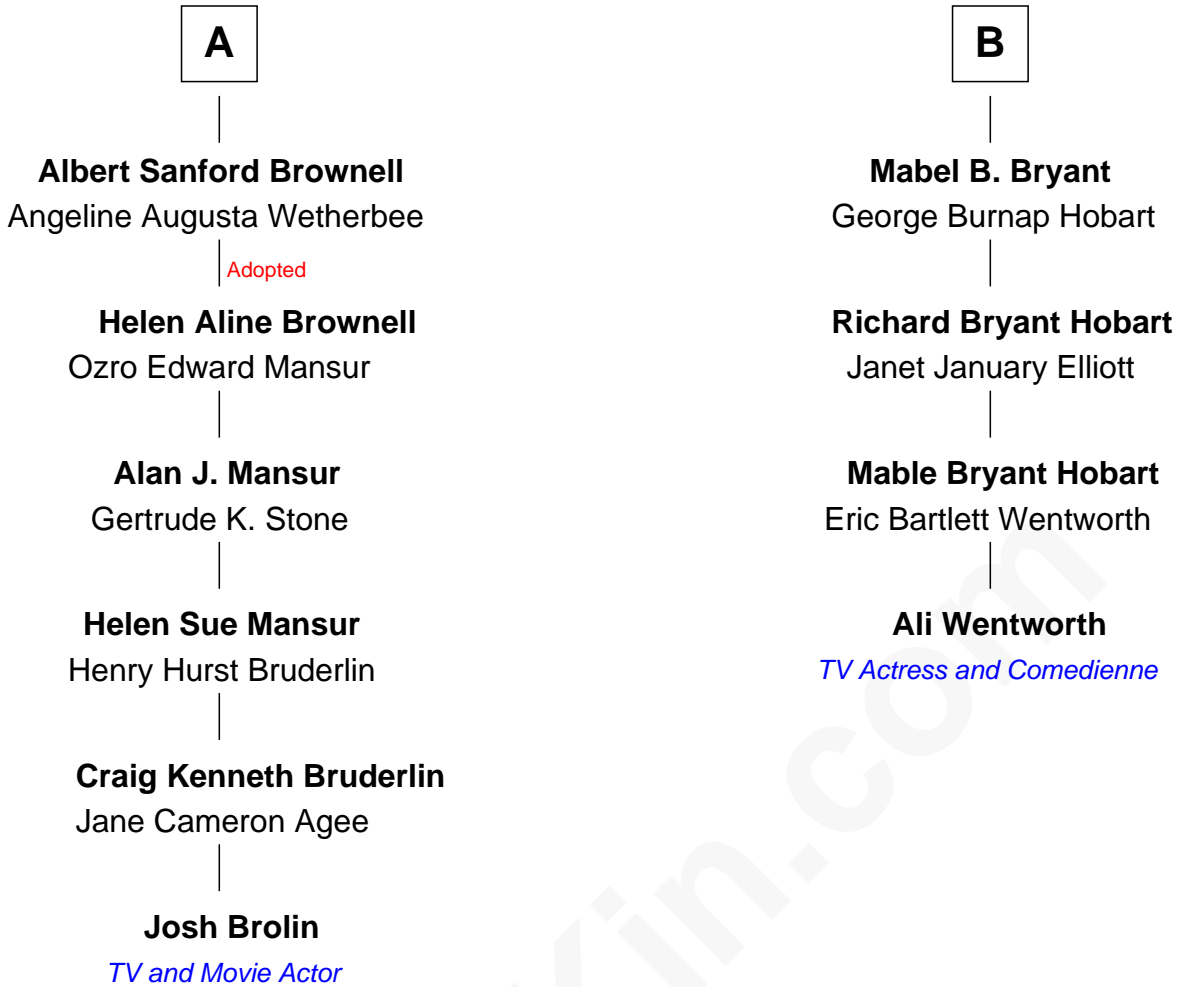 A
Albert Sanford Brownell
Angeline Augusta Wetherbee
Adopted
Helen Aline Brownell
Ozro Edward Mansur
Alan J. Mansur
Gertrude K. Stone
Helen Sue Mansur
Henry Hurst Bruderlin
Craig Kenneth Bruderlin
Jane Cameron Agee
Josh Brolin
TV and Movie Actor
B
Mabel B. Bryant
George Burnap Hobart
Richard Bryant Hobart
Janet January Elliott
Mable Bryant Hobart
Eric Bartlett Wentworth
Ali Wentworth
TV Actress and Comedienne
Kin.com